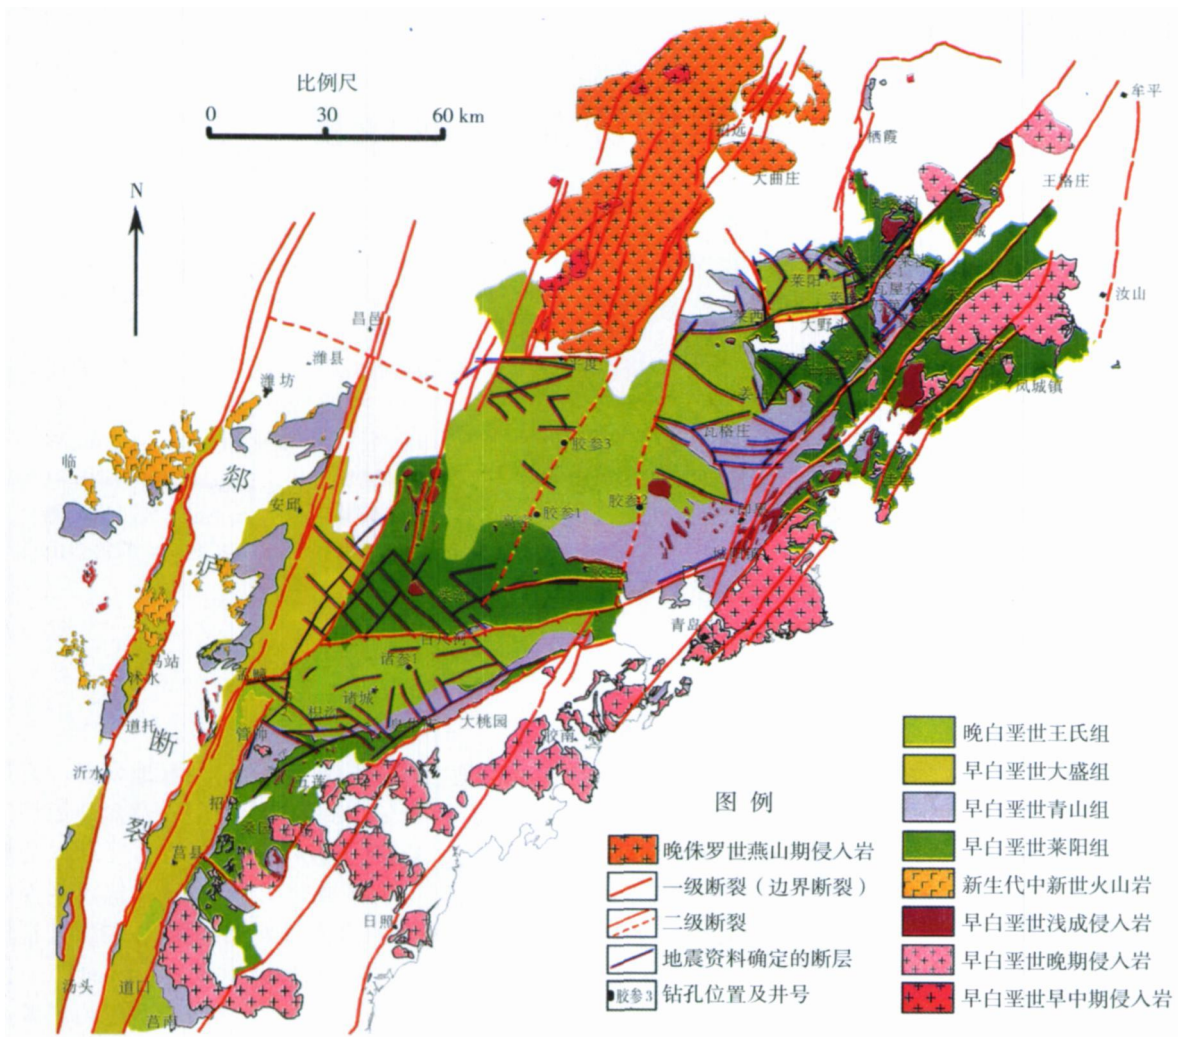 比例尺
0 30 60 km
N
牟平
栖霞
大曲庄
王格庄
汝山
昌邑
潍县
潍坊
莱阳
大野头
凤城镇
瓦格庄
临
郯
胶参3
胶参2
安邱
胶参1
庐
青岛
马站
沭水
诸参1
诸城
道托
大桃园
管帅
胶南
断
沂水
五莲
裂
莒县
日照
汤头
道口
莒南
图 例
晚侏罗世燕山期侵入岩
一级断裂（边界断裂）
二级断裂
地震资料确定的断层
胶参3 钻孔位置及井号
晚白垩世王氏组
早白垩世大盛组
早白垩世青山组
早白垩世莱阳组
新生代中新世火山岩
早白垩世浅成侵入岩
早白垩世晚期侵入岩
早白垩世早中期侵入岩